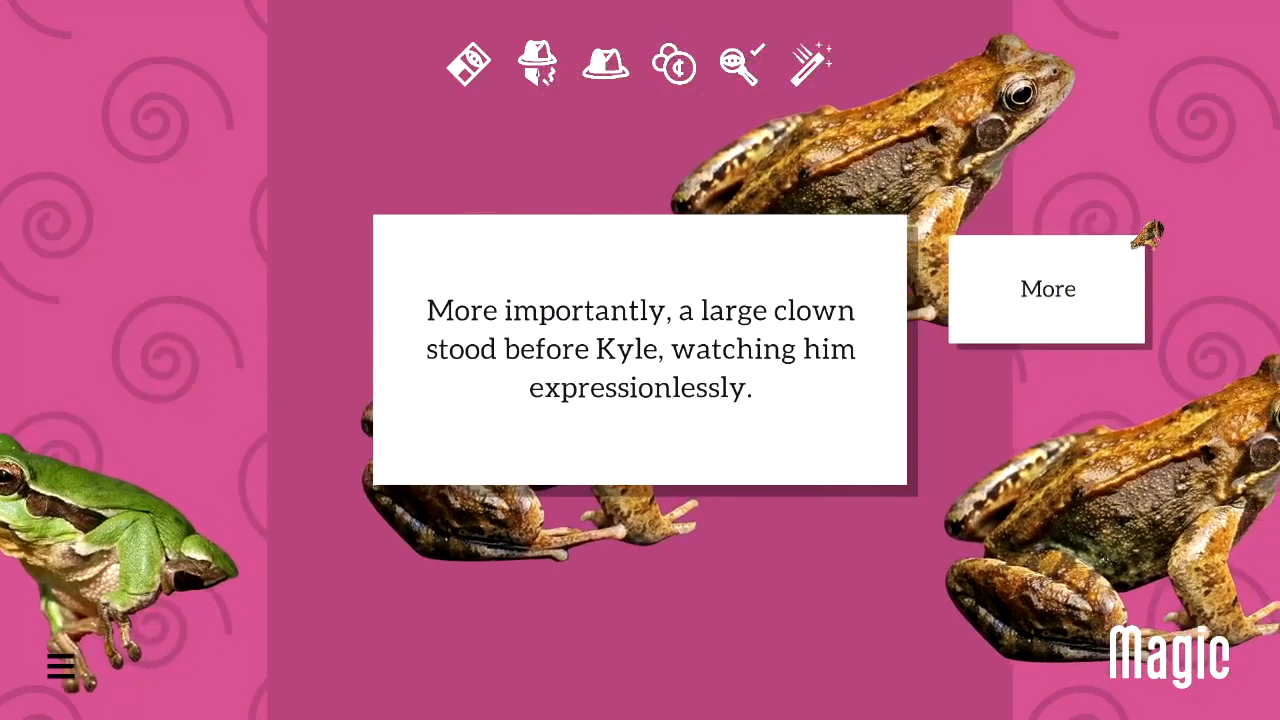 More importantly, a large clown
stood before Kyle, watching him
expressionlessly.
More
Magic